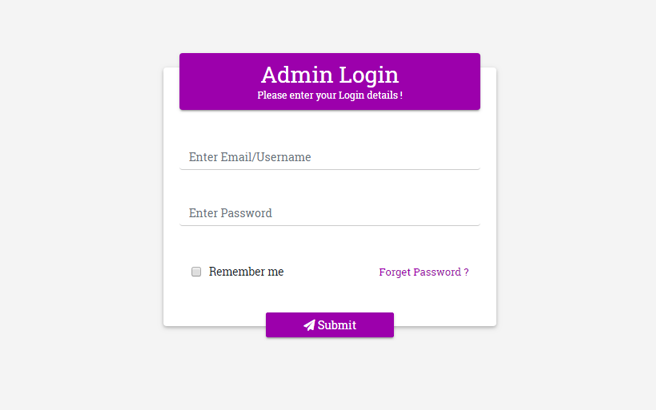 Admin Login
Please enter your Login details !
Enter Email/Username
Enter Password
Remember me
Forget Password ?
Submit